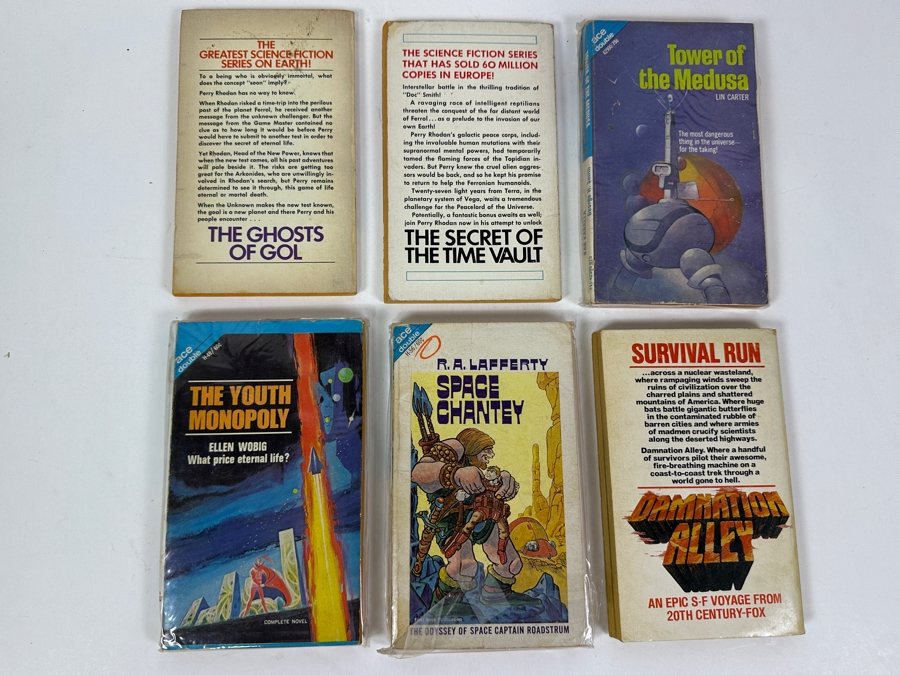 THE
GREATEST SCIENCE FICTION
SERIES ON EARTH!
To a being who is obviously immortal, what
does the concept "soon" imply?
Perry Rhodan has no way to know.
When Rhodan risked a time-trip into the perilous
past of the planet Ferrol, he received another
message from the unknown challenger. But the
message from the Game Master contained no
clue as to how long it would be before Perry
would have to submit to another test in order to
discover the secret of eternal life.
Yet Rhodan, Head of the New Power, knows that
when the new test comes, all his past adventures
will pale beside it. The risks are getting too
great for the Arkonides, who are unwillingly in-
volved in Rhodan's search, but Perry remains
determined to see it through, this game of life
eternal or mortal death.
When the Unknown makes the new test known,
the goal is a new planet and there Perry and his
people encounter . . .
THE GHOSTS
OF GOL
THE SCIENCE FICTION SERIES
THAT HAS SOLD 60 MILLION
COPIES IN EUROPE!
Interstellar battle in the thrilling tradition of
"Doc" Smith!
A ravaging race of intelligent reptilians
threaten the conquest of the far distant world
of Ferrol...as a prelude to the invasion of our
own Earth!
Perry Rhodan's galactic peace corps, includ-
ing the invaluable human mutations with their
supranormal mental powers, had temporarily
tamed the flaming forces of the Topidian in-
vaders. But Perry knew the cruel alien aggres-
sors would be back, and so he kept his promise
to return to help the Ferronian humanoids.
Twenty-seven light years from Terra, in the
planetary system of Vega, waits a tremendous
challenge for the Peacelord of the Universe.
Potentially, a fantastic bonus awaits as well;
join Perry Rhodan now in his attempt to unlock
THE SECRET OF
THE TIME VAULT
ace
double
Tower of
the Medusa
LIN CARTER
The most dangerous
thing in the universe—
for the taking!
ace
double
THE YOUTH
MONOPOLY
ELLEN WOBIG
What price eternal life?
COMPLETE NOVEL
ace
double
R. A. LAFFERTY
SPACE
CHANTEY
First Book Publication
THE ODYSSEY OF SPACE CAPTAIN ROADSTRUM
SURVIVAL RUN
...across a nuclear wasteland,
where rampaging winds sweep the
ruins of civilization over the
charred plains and shattered
mountains of America. Where huge
bats battle gigantic butterflies
in the contaminated rubble of
barren cities and where armies
of madmen crucify scientists
along the deserted highways.
Damnation Alley. Where a handful
of survivors pilot their awesome,
fire-breathing machine on a
coast-to-coast trek through a
world gone to hell.
DAMNATION
ALLEY
AN EPIC S-F VOYAGE FROM
20TH CENTURY-FOX